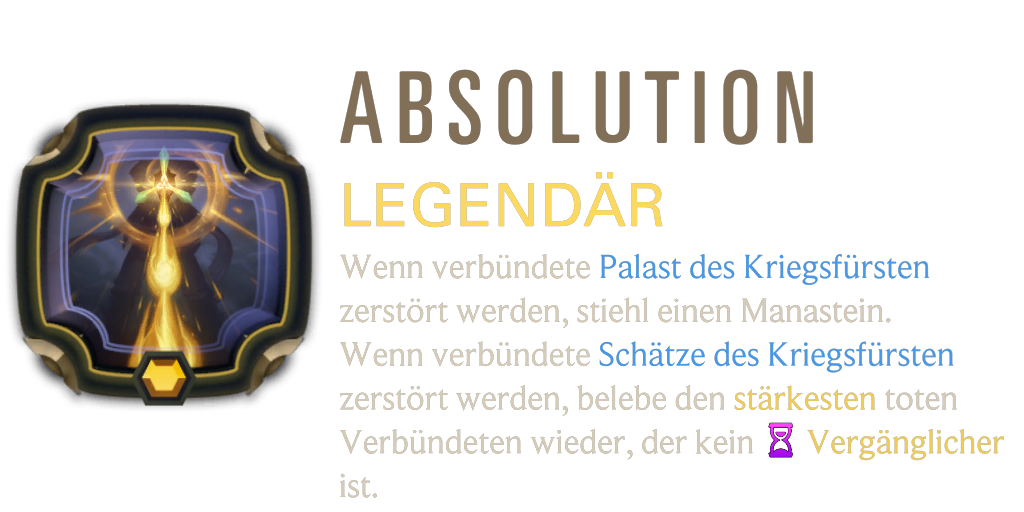 ABSOLUTION
LEGENDÄR
Wenn verbündete Palast des Kriegsfürsten
zerstört werden, stiehl einen Manastein.
Wenn verbündete Schätze des Kriegsfürsten
zerstört werden, belebe den stärkesten toten
Verbündeten wieder, der kein Vergänglicher
ist.